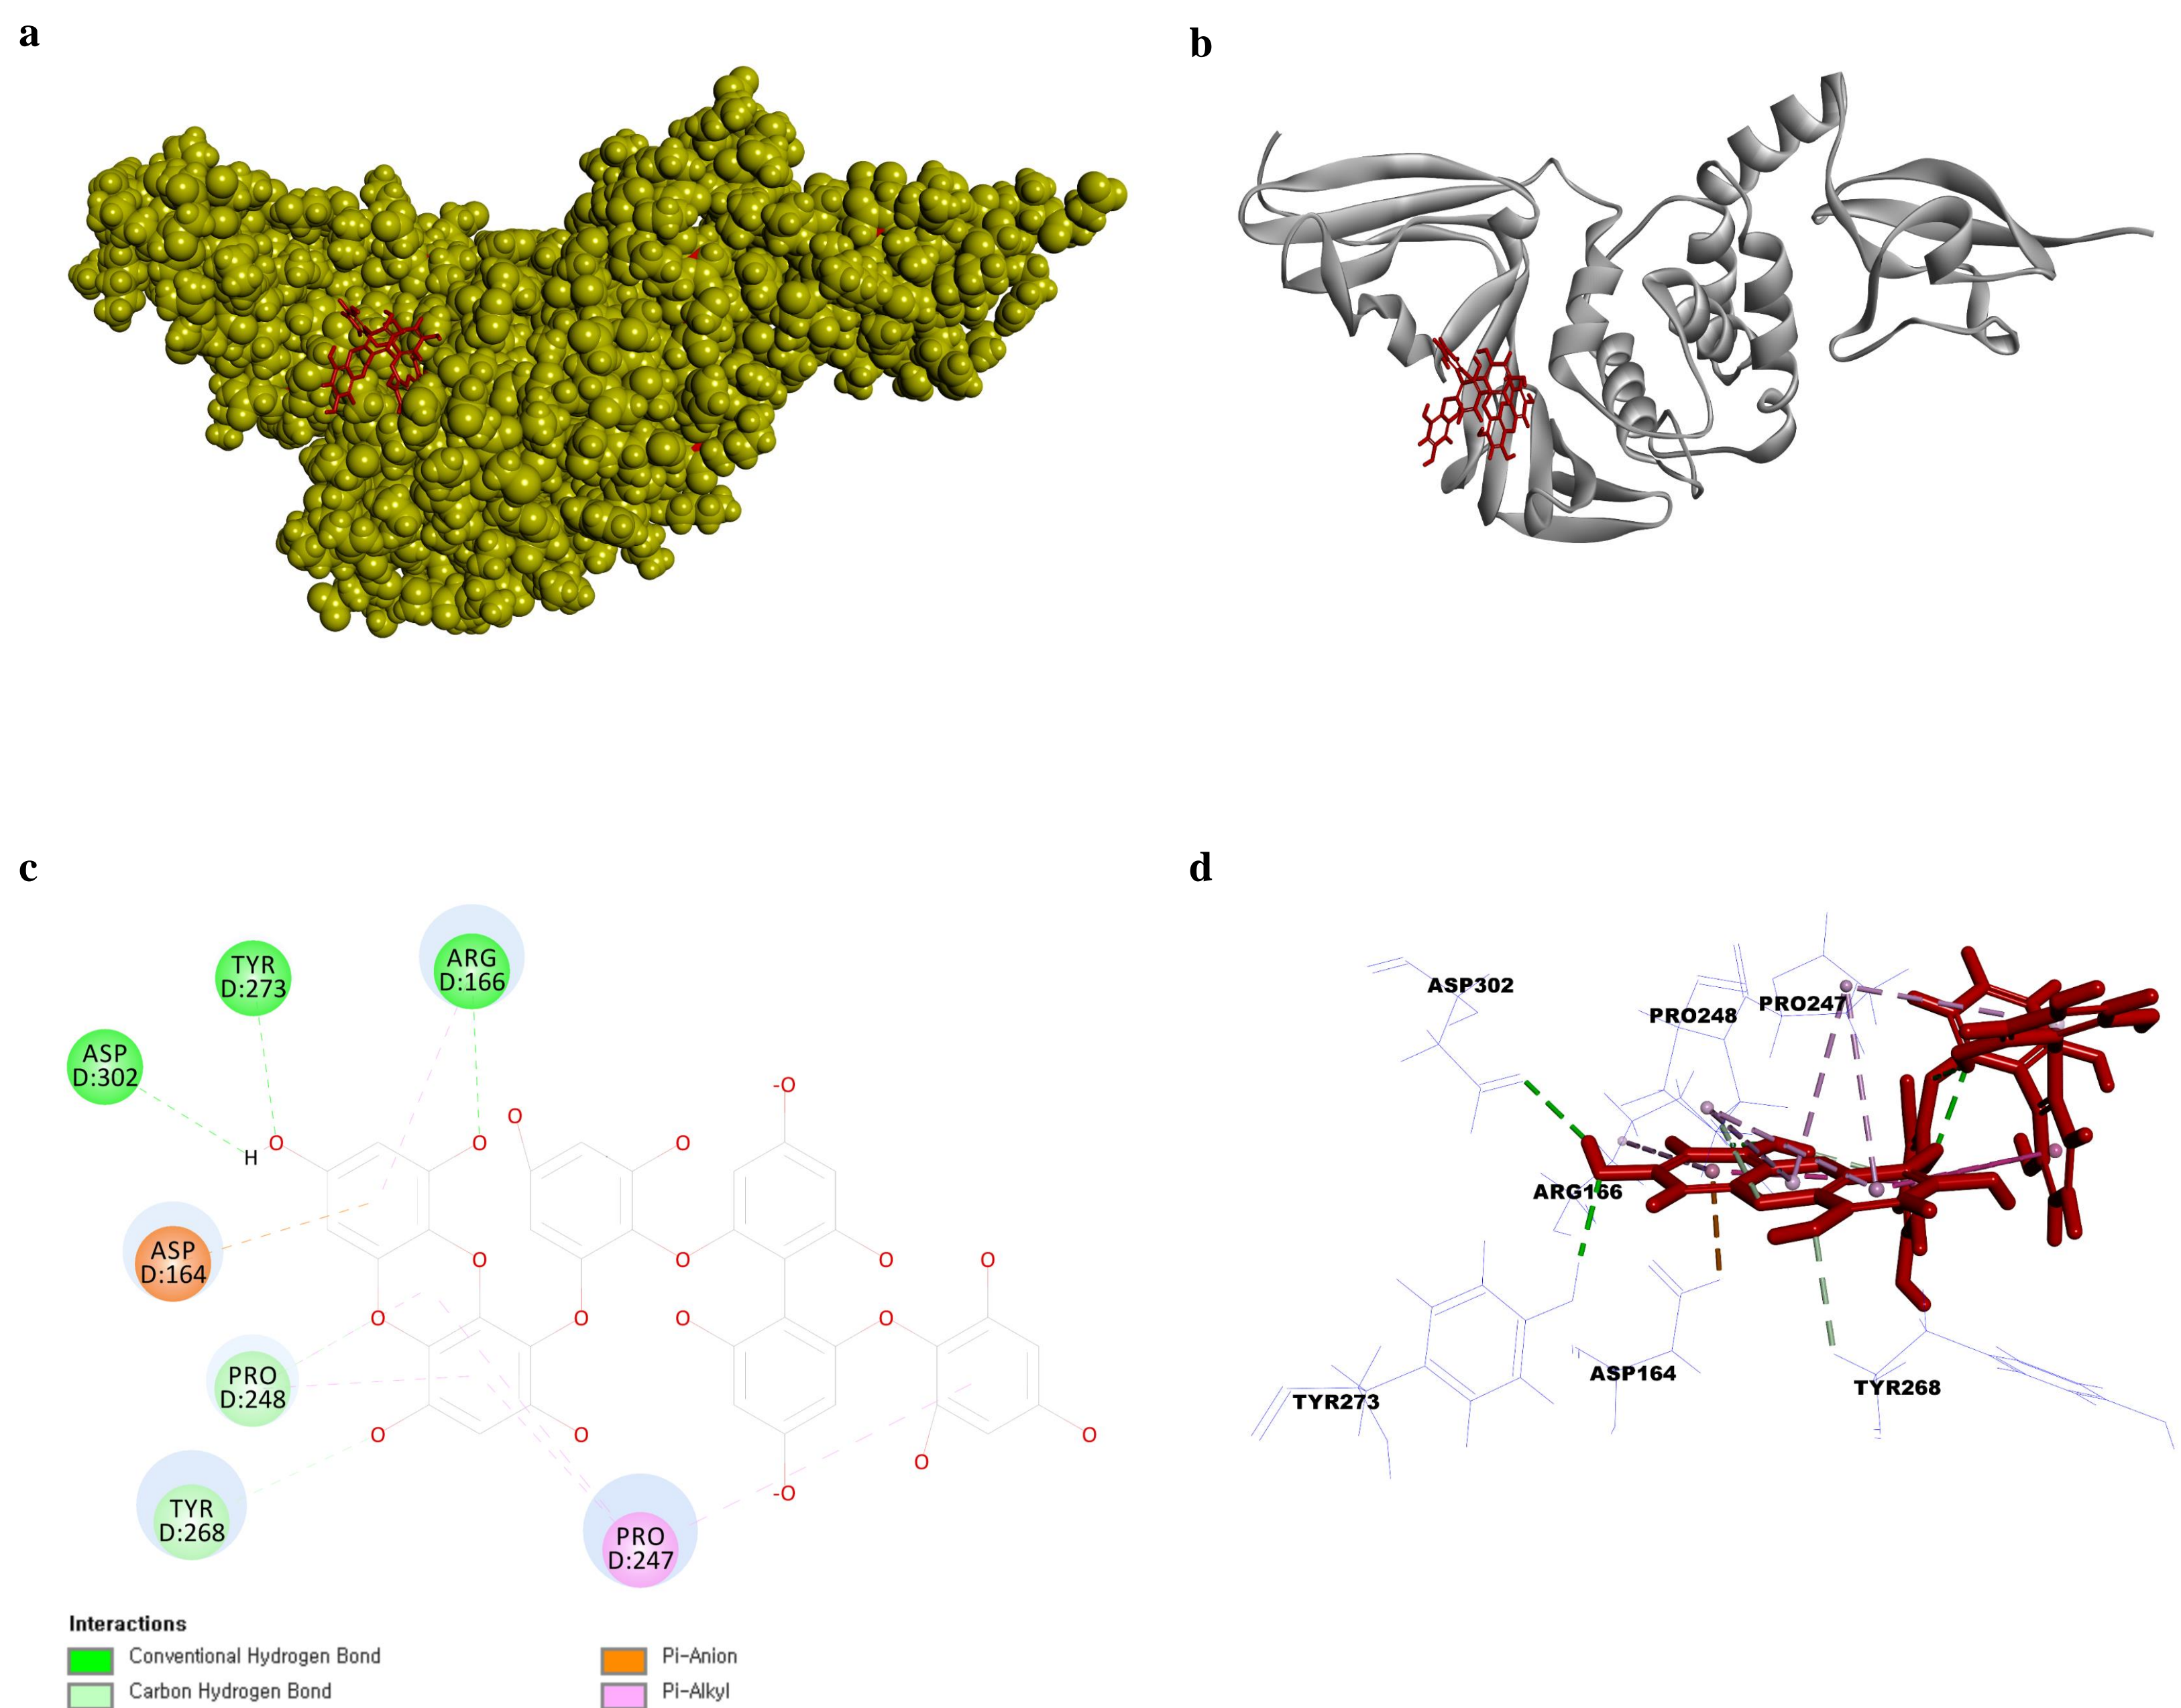 a
b
c
d
TYR
D:273
ARG
D:166
ASP
D:302
ASP
D:164
PRO
D:248
TYR
D:268
PRO
D:247
O
H
O
O
O
-O
O
O
O
O
O
O
O
O
O
O
O
O
O
O
-O
Interactions
Conventional Hydrogen Bond
Carbon Hydrogen Bond
Pi-Anion
Pi-Alkyl
ASP302
PRO248
PRO247
ARG166
ASP164
TYR273
TYR268